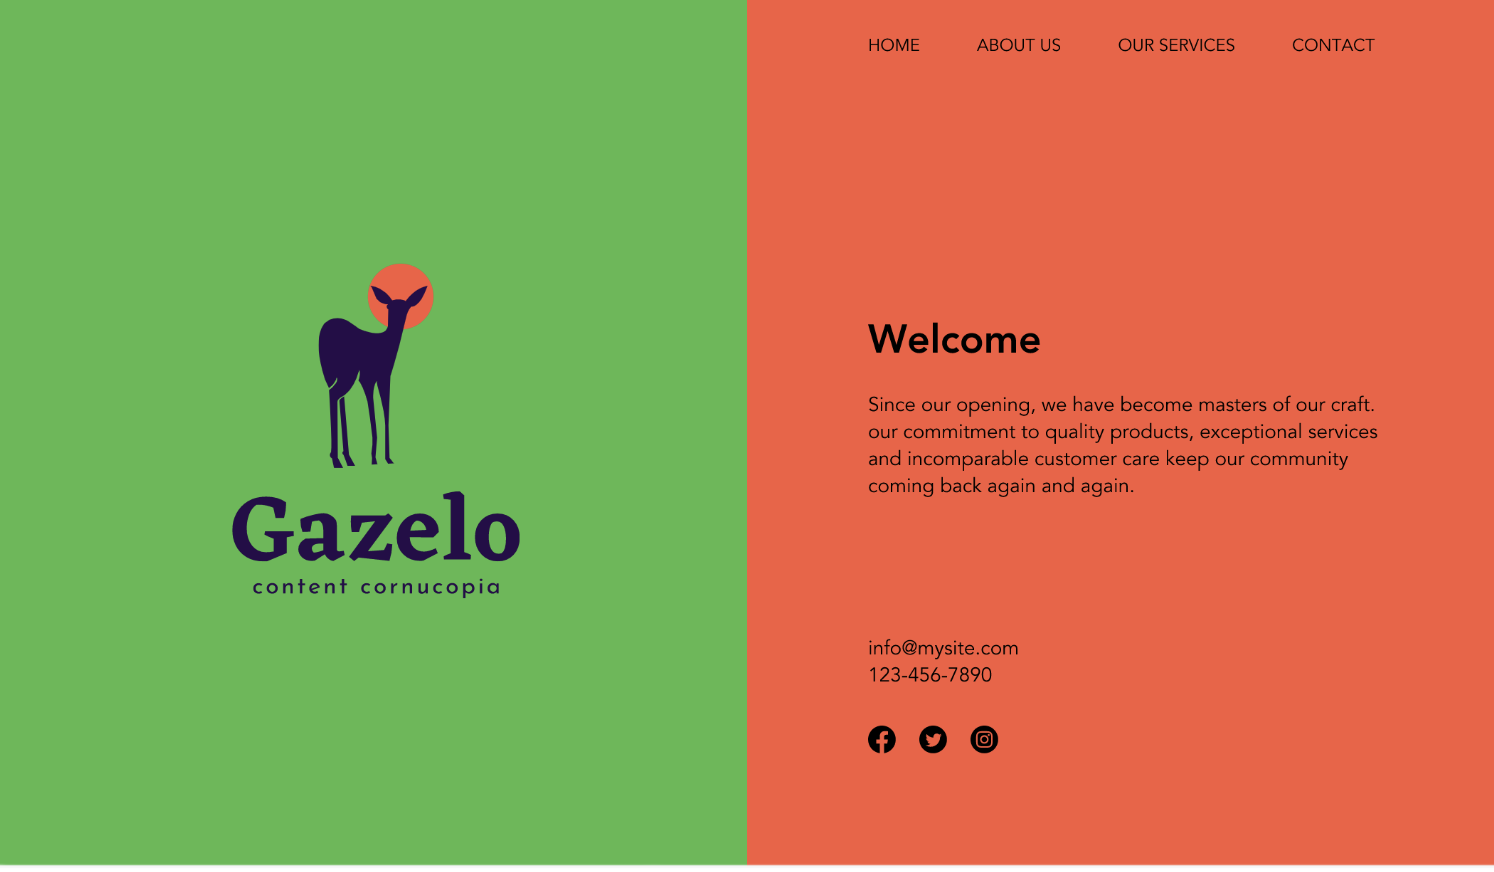 HOME ABOUT US OUR SERVICES CONTACT
Gazelo
content cornucopia
Welcome
Since our opening, we have become masters of our craft.
our commitment to quality products, exceptional services
and incomparable customer care keep our community
coming back again and again.
info@mysite.com
123-456-7890